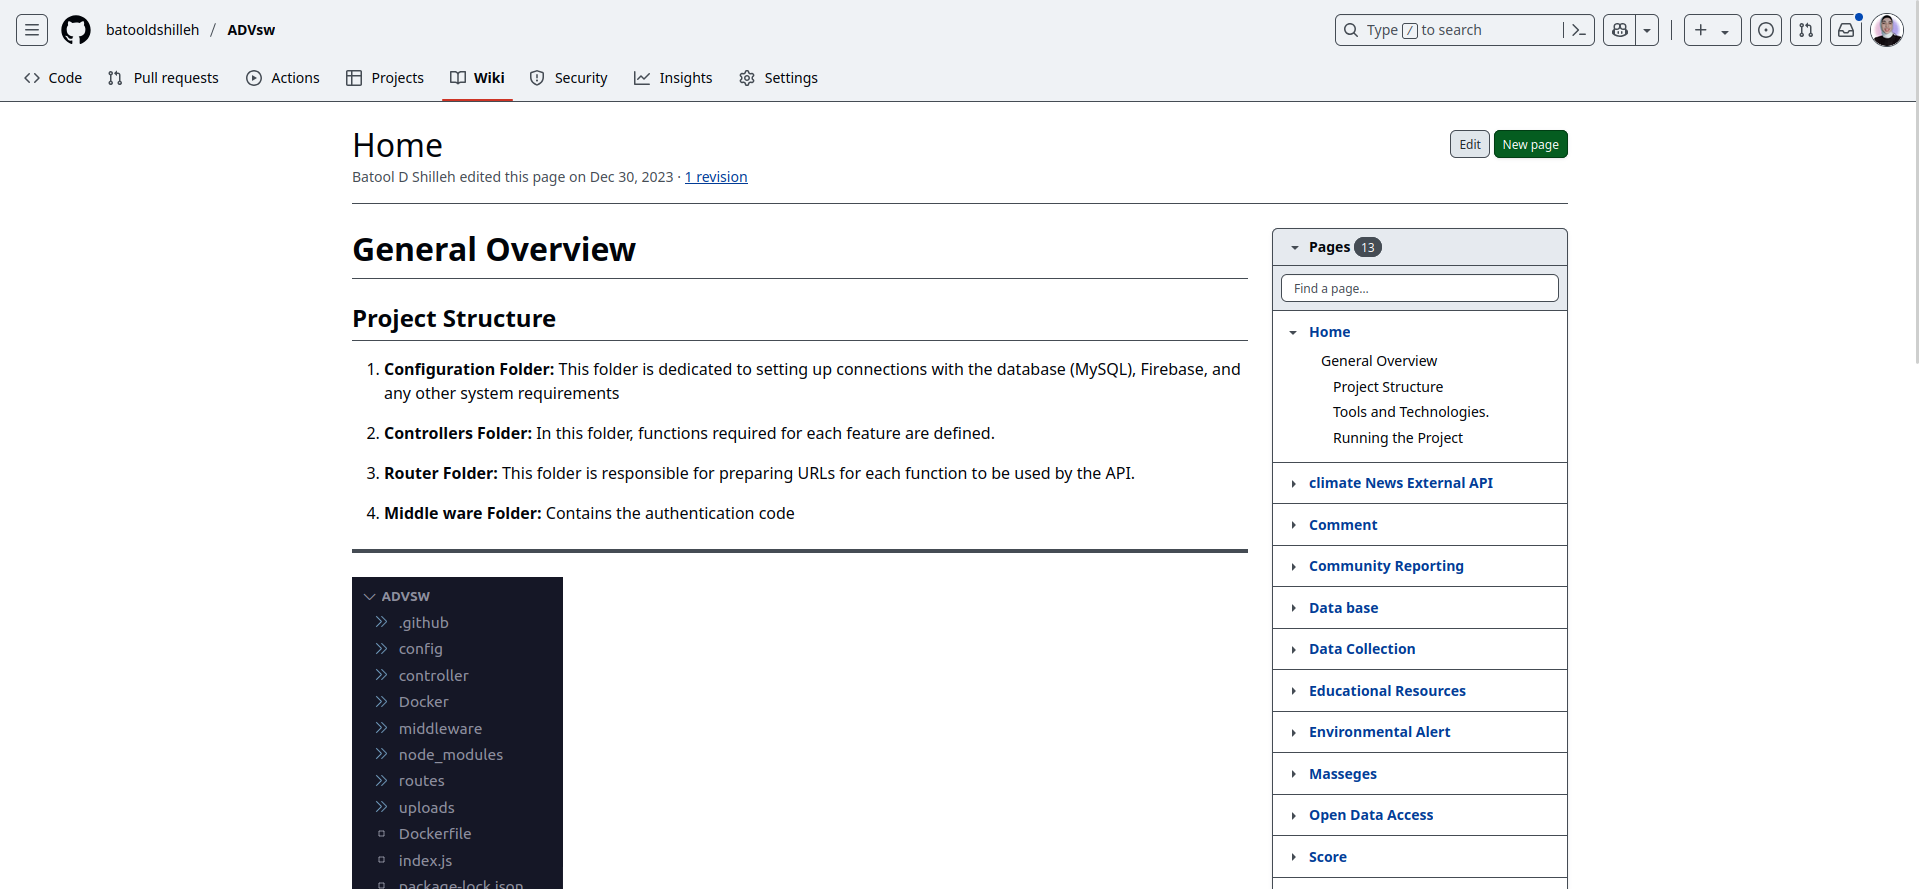 batooldshilleh / ADVsw
Type / to search
Code
Pull requests
Actions
Projects
Wiki
Security
Insights
Settings
Home
Edit
New page
Batool D Shilleh edited this page on Dec 30, 2023 · 1 revision
General Overview
Project Structure
1. Configuration Folder: This folder is dedicated to setting up connections with the database (MySQL), Firebase, and
any other system requirements
2. Controllers Folder: In this folder, functions required for each feature are defined.
3. Router Folder: This folder is responsible for preparing URLs for each function to be used by the API.
4. Middle ware Folder: Contains the authentication code
ADVSW
.github
config
controller
Docker
middleware
node_modules
routes
uploads
Dockerfile
index.js
package-lock.json
Pages 13
Find a page...
Home
General Overview
Project Structure
Tools and Technologies.
Running the Project
climate News External API
Comment
Community Reporting
Data base
Data Collection
Educational Resources
Environmental Alert
Masseges
Open Data Access
Score